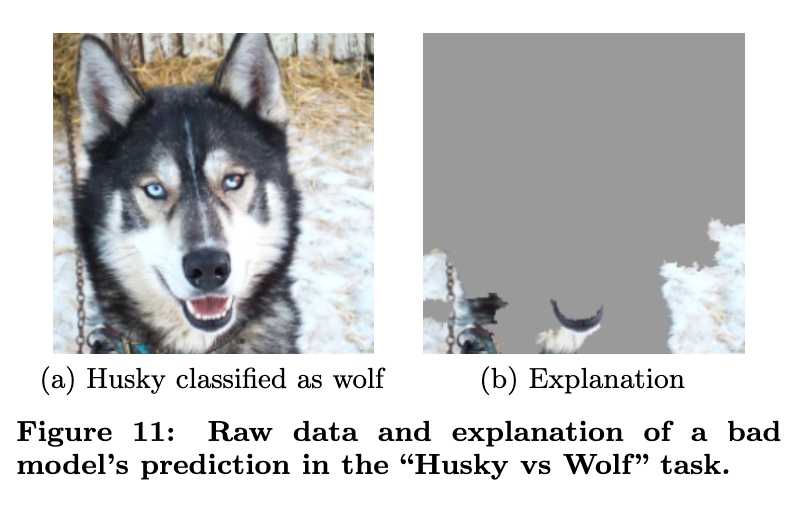 (a) Husky classified as wolf
(b) Explanation
Figure 11: Raw data and explanation of a bad
model's prediction in the “Husky vs Wolf” task.